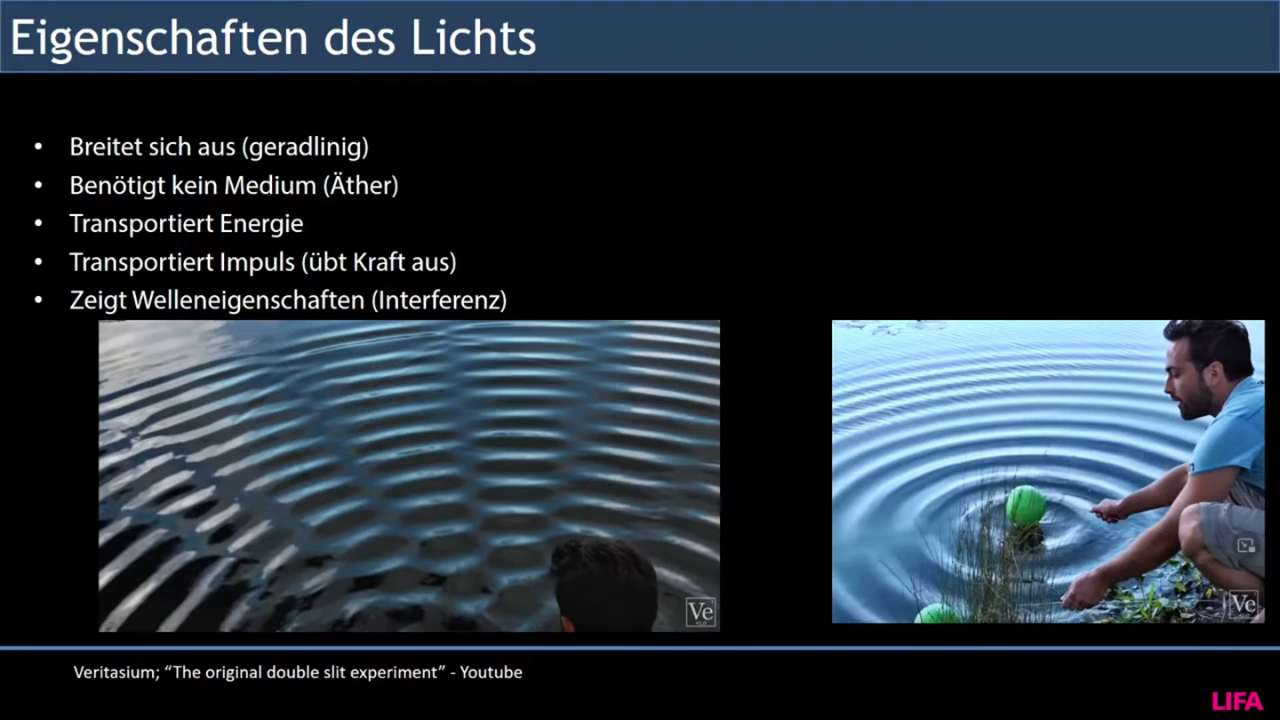 Eigenschaften des Lichts
• Breitet sich aus (geradlinig)
• Benötigt kein Medium (Äther)
• Transportiert Energie
• Transportiert Impuls (übt Kraft aus)
• Zeigt Welleneigenschaften (Interferenz)
Ve
Ve
Veritasium; “The original double slit experiment” - Youtube
LIFA